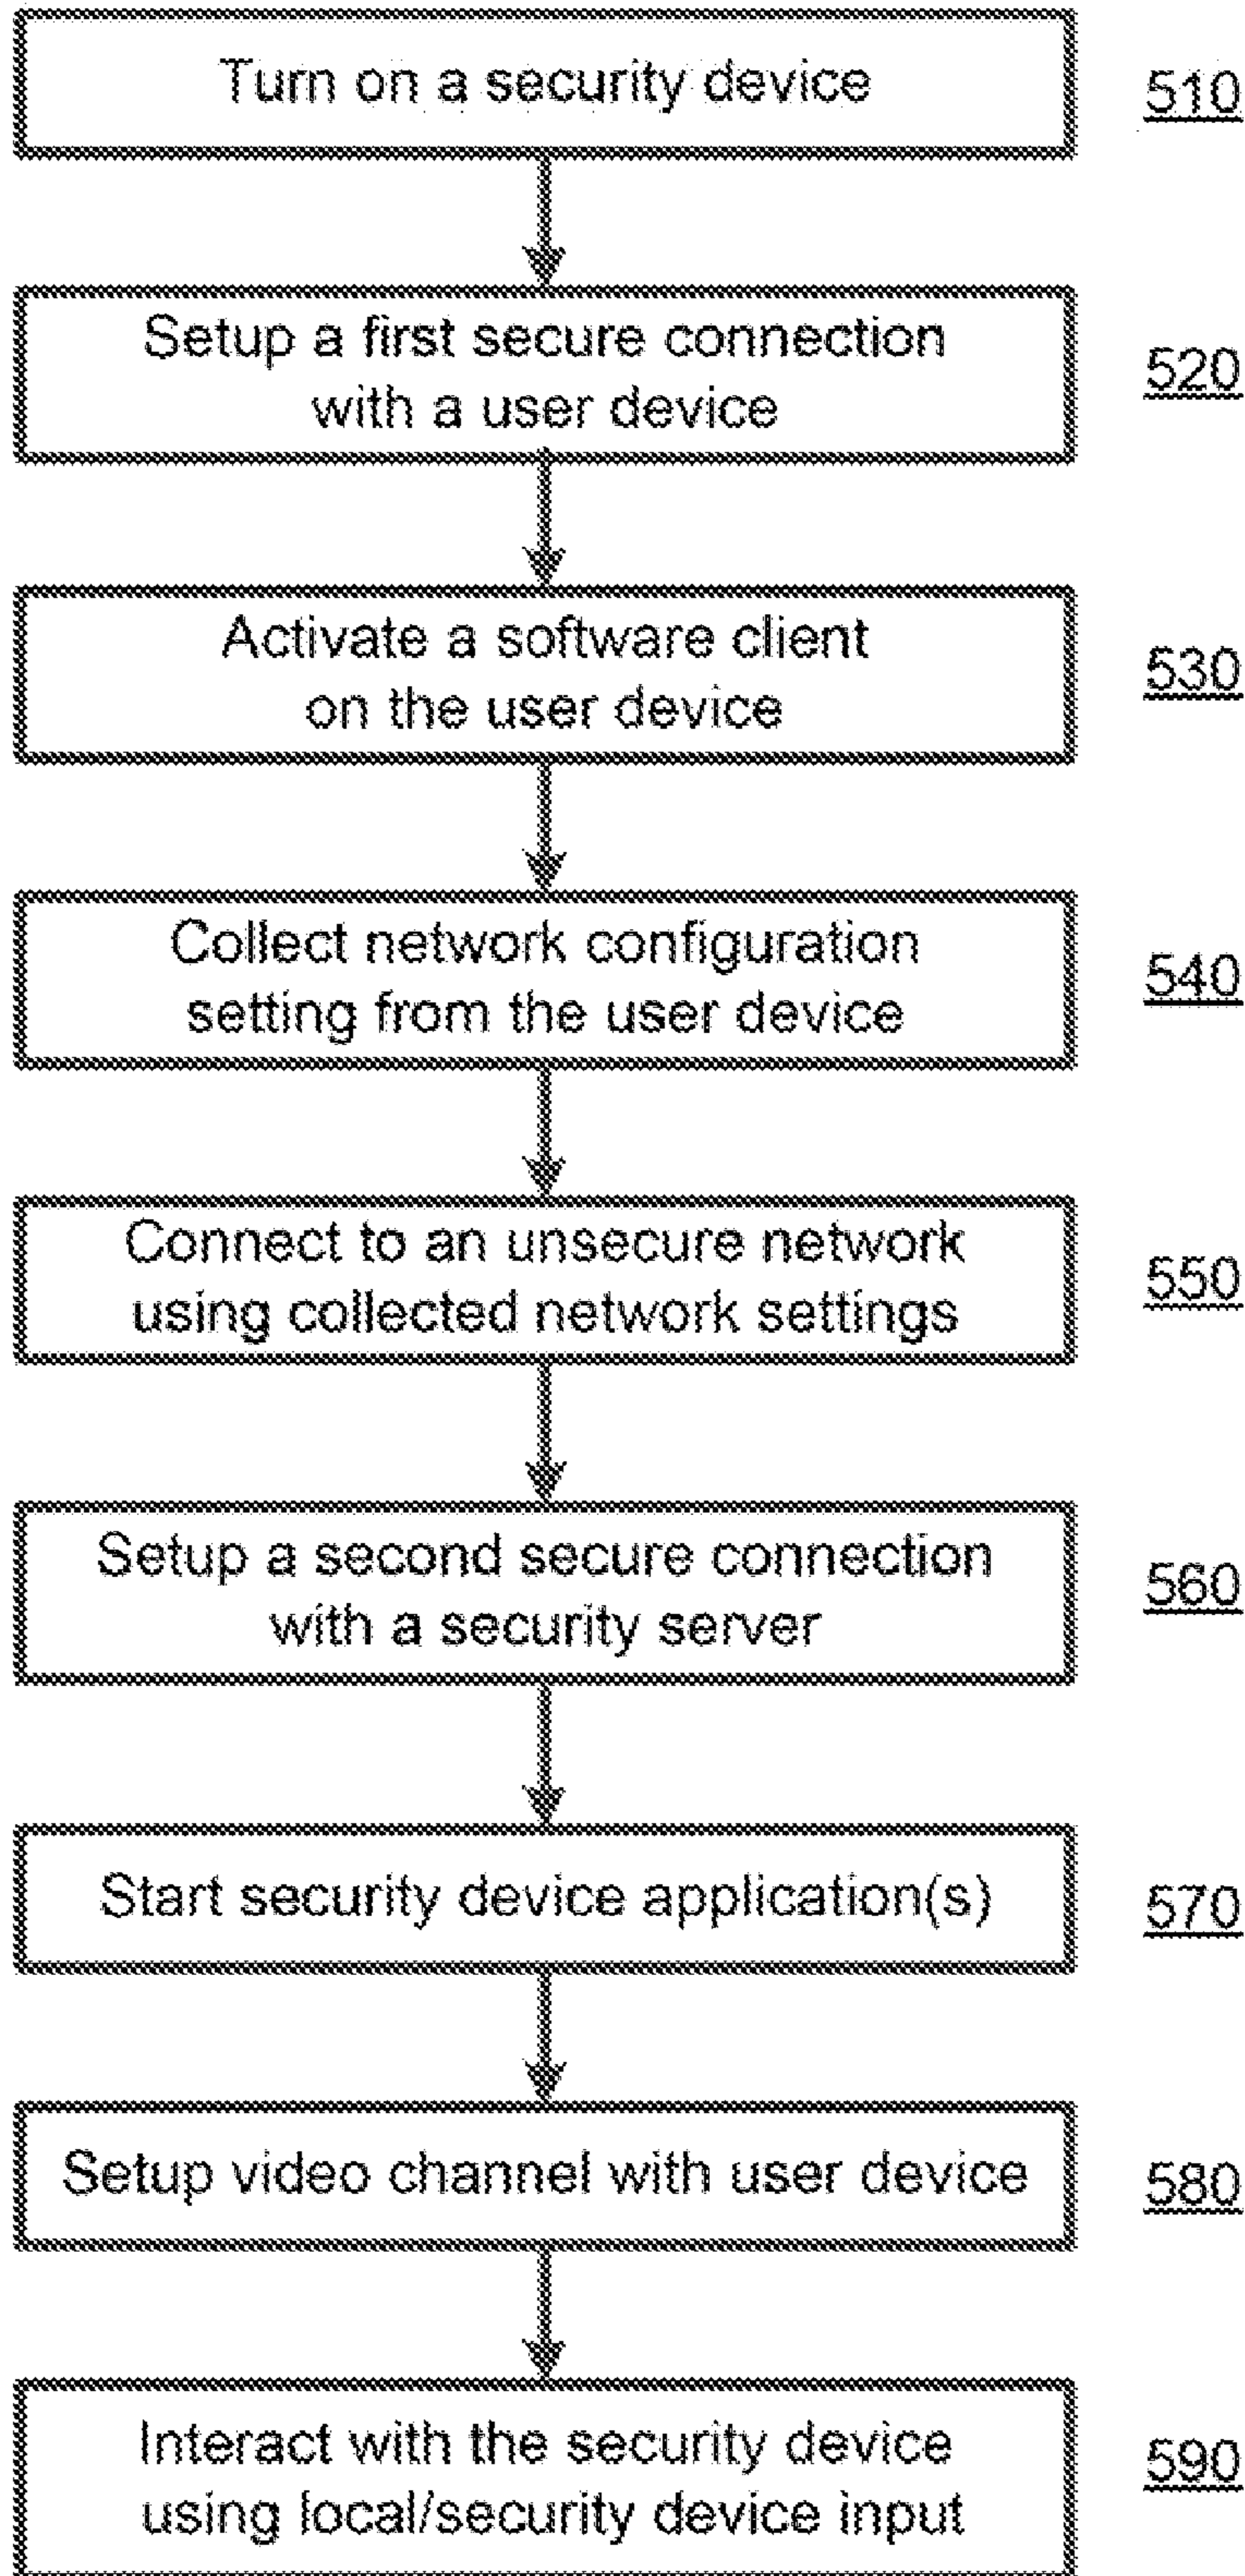 Turn on a security device
510
Setup a first secure connection
with a user device
520
Activate a software client
on the user device
530
Collect network configuration
setting from the user device
540
Connect to an unsecure network
using collected network settings
550
Setup a second secure connection
with a security server
560
Start security device application(s)
570
Setup video channel with user device
580
Interact with the security device
using local/security device input
590